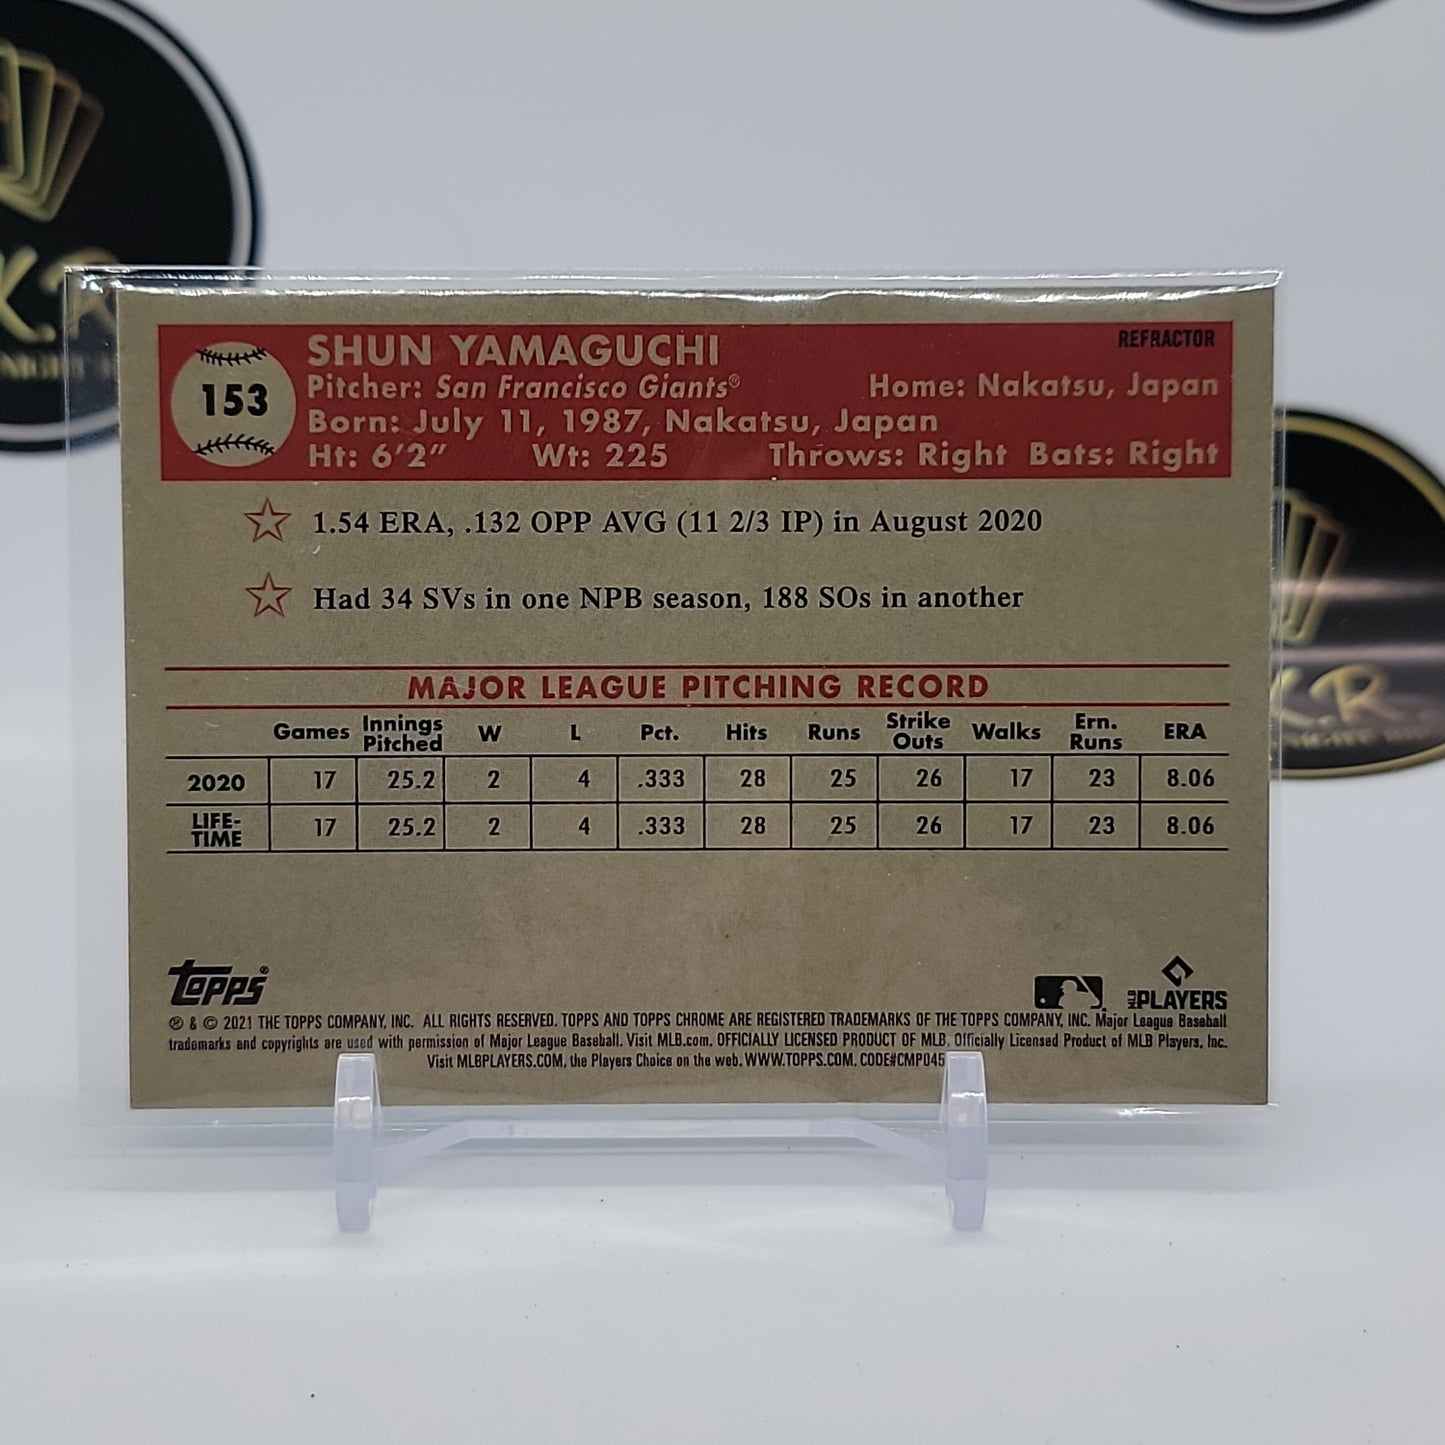 REFRACTOR
153
SHUN YAMAGUCHI
Pitcher: San Francisco Giants® Home: Nakatsu, Japan
Born: July 11, 1987, Nakatsu, Japan
Ht: 6'2" Wt: 225 Throws: Right Bats: Right
1.54 ERA, .132 OPP AVG (11 2/3 IP) in August 2020
Had 34 SVs in one NPB season, 188 SOs in another
MAJOR LEAGUE PITCHING RECORD
Games Innings Pitched W L Pct. Hits Runs Strike Outs Walks Ern. Runs ERA
2020 17 25.2 2 4 .333 28 25 26 17 23 8.06
LIFE-TIME 17 25.2 2 4 .333 28 25 26 17 23 8.06
topps®
MLB PLAYERS
℗ & © 2021 THE TOPPS COMPANY, INC. ALL RIGHTS RESERVED. TOPPS AND TOPPS CHROME ARE REGISTERED TRADEMARKS OF THE TOPPS COMPANY, INC. Major League Baseball
trademarks and copyrights are used with permission of Major League Baseball. Visit MLB.com. OFFICIALLY LICENSED PRODUCT OF MLB. Officially Licensed Product of MLB Players, Inc.
Visit MLBPLAYERS.COM, the Players Choice on the web. WWW.TOPPS.COM. CODE#CMP045
K.R.
K.R.